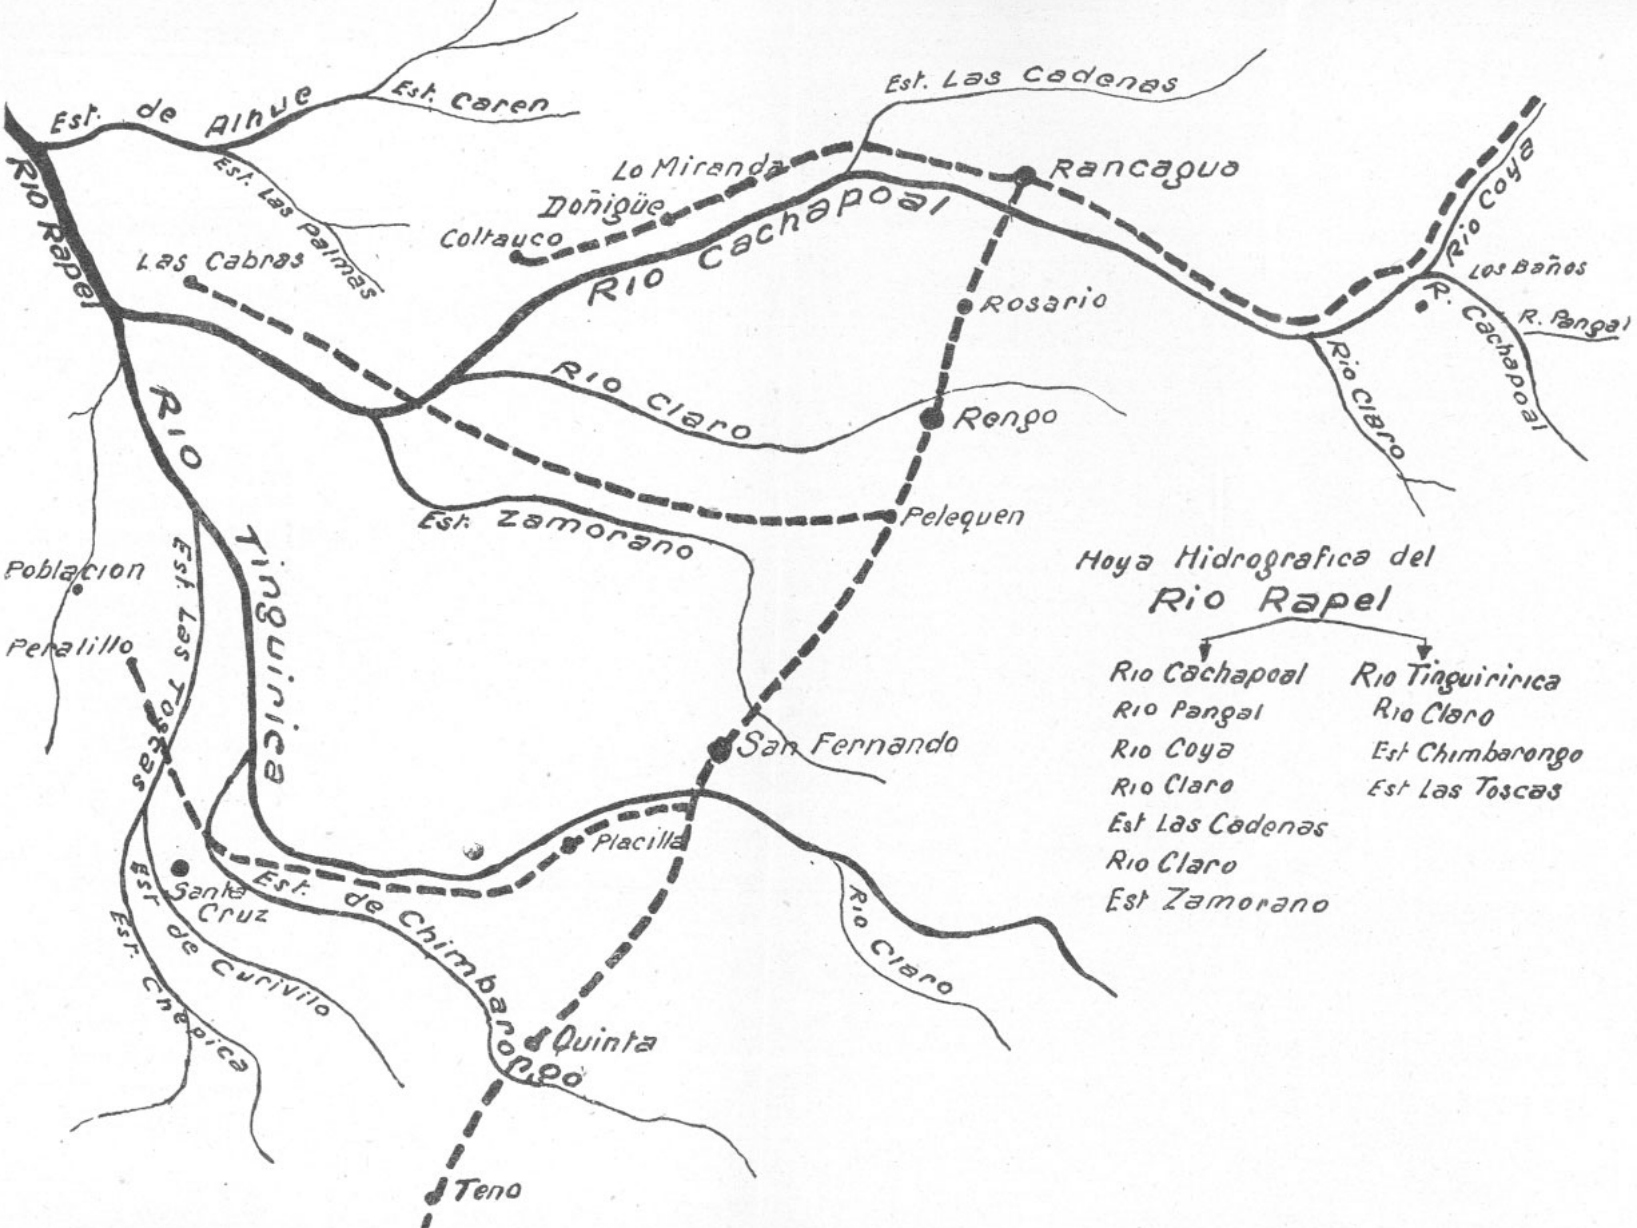 Est. de Alhue
Est. Caren
Est. Las Cadenas
Rio Rapel
Est. Las Palmas
Las Cabras
Lo Miranda
Doñigüe
Coltauco
Rancagua
Rio Cachapoal
Rio Coya
Los Baños
R. Cachapoal
R. Pangal
Rosario
Rio Claro
Rio Claro
Rengo
Est. Zamorano
Pelequen
Rio Tinguiririca
Est. Las Toscas
Poblacion
Peralillo
San Fernando
Placilla
Santa
Cruz
Est. de Chimbarongo
Est de Curivilo
Est. Chepica
Rio Claro
Quinta
Teno
Hoya Hidrografica del
Rio Rapel
Rio Cachapoal
Rio Pangal
Rio Coya
Rio Claro
Est Las Cadenas
Rio Claro
Est Zamorano
Rio Tinguiririca
Rio Claro
Est Chimbarongo
Est Las Toscas